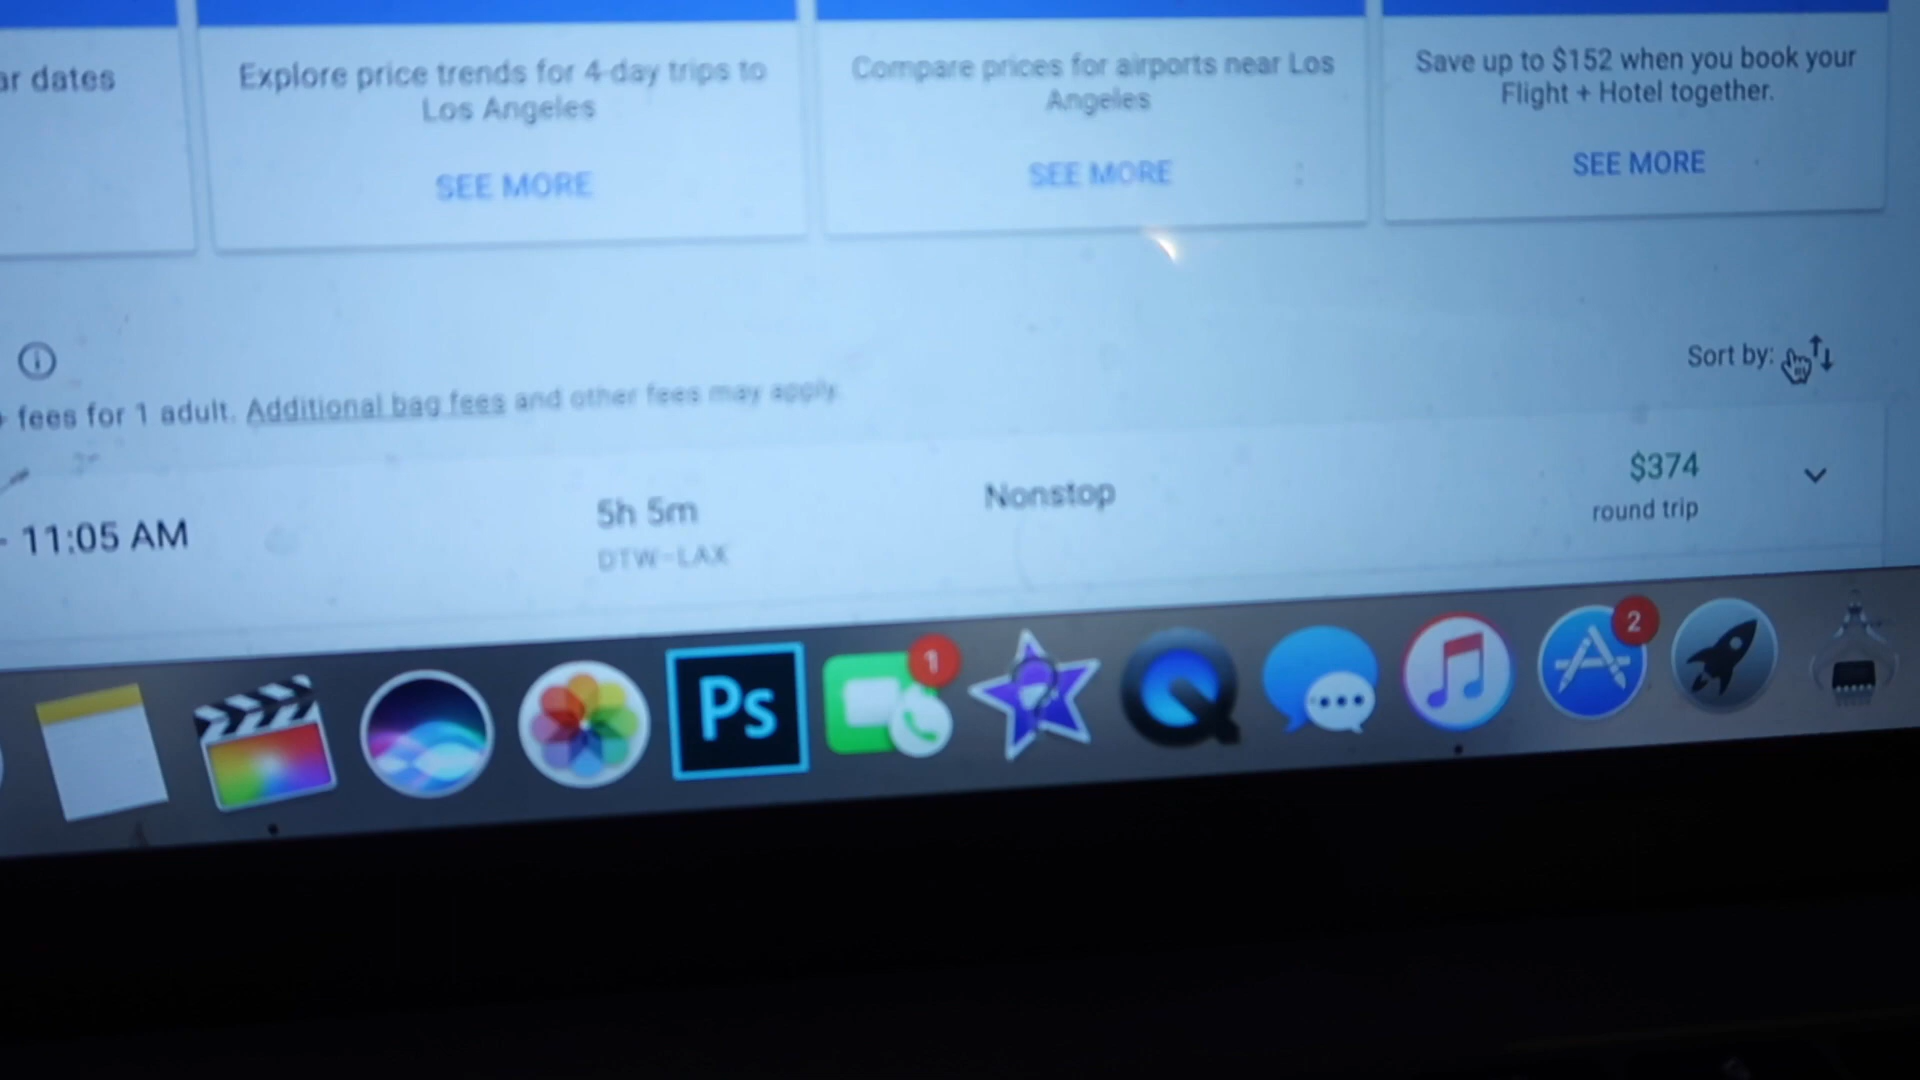 ar dates
Explore price trends for 4-day trips to
Los Angeles
SEE MORE
Compare prices for airports near Los
Angeles
SEE MORE
Save up to $152 when you book your
Flight + Hotel together.
SEE MORE
Sort by:
+ fees for 1 adult. Additional bag fees and other fees may apply.
- 11:05 AM
5h 5m
DTW-LAX
Nonstop
$374
round trip
Ps
1
2